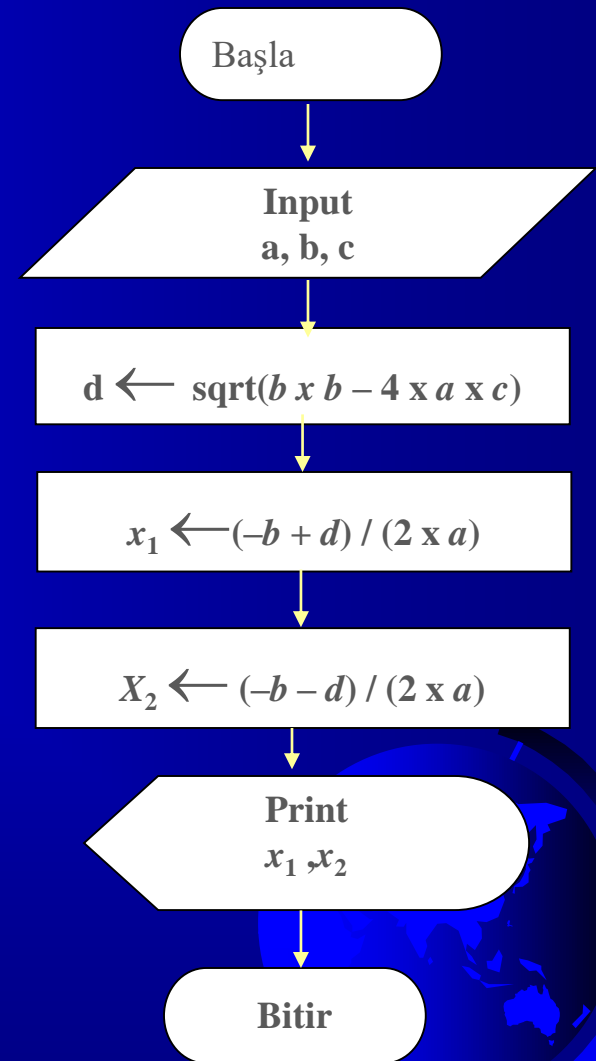 Başla
Input
a, b, c
d ← sqrt(b x b – 4 x a x c)
x₁ ← (–b + d) / (2 x a)
X₂ ← (–b – d) / (2 x a)
Print
x₁ ,x₂
Bitir